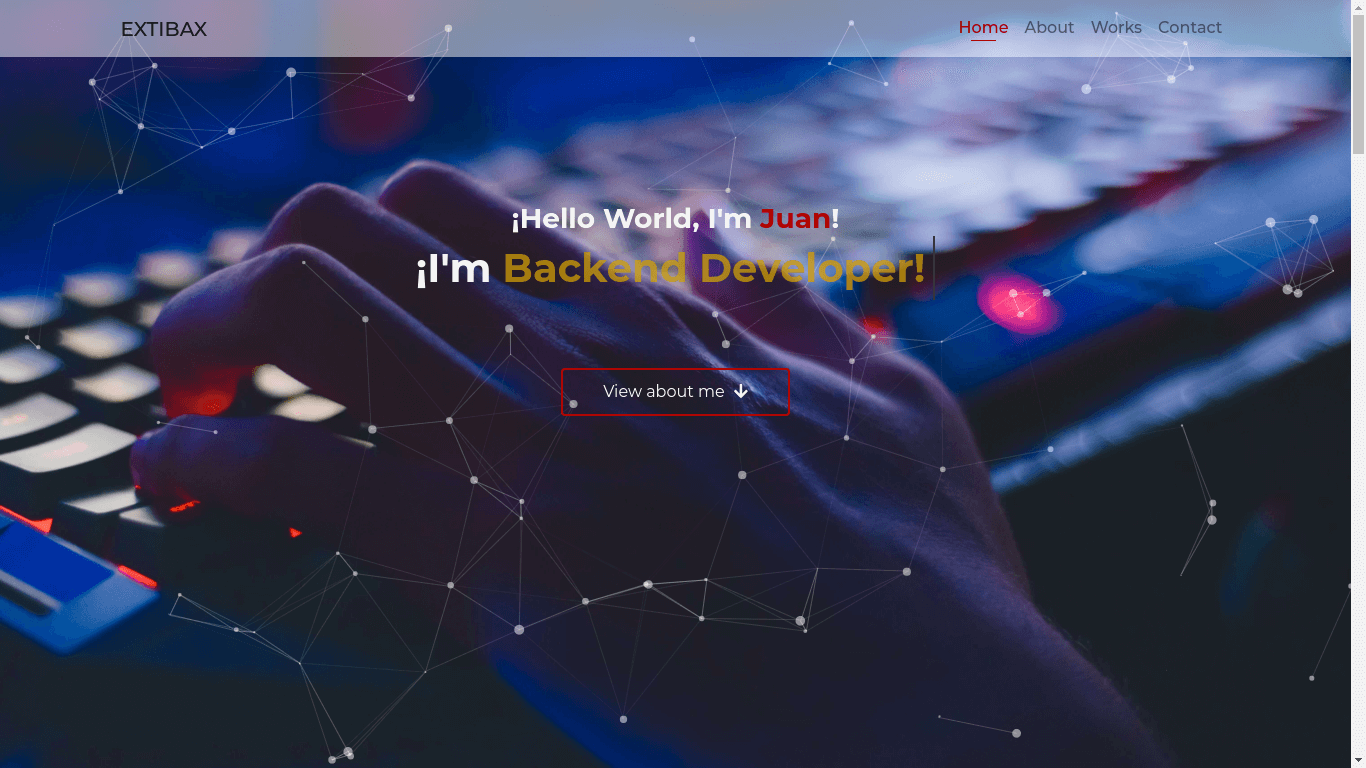 EXTIBAX
Home About Works Contact
¡Hello World, I'm Juan!
¡I'm Backend Developer!
View about me